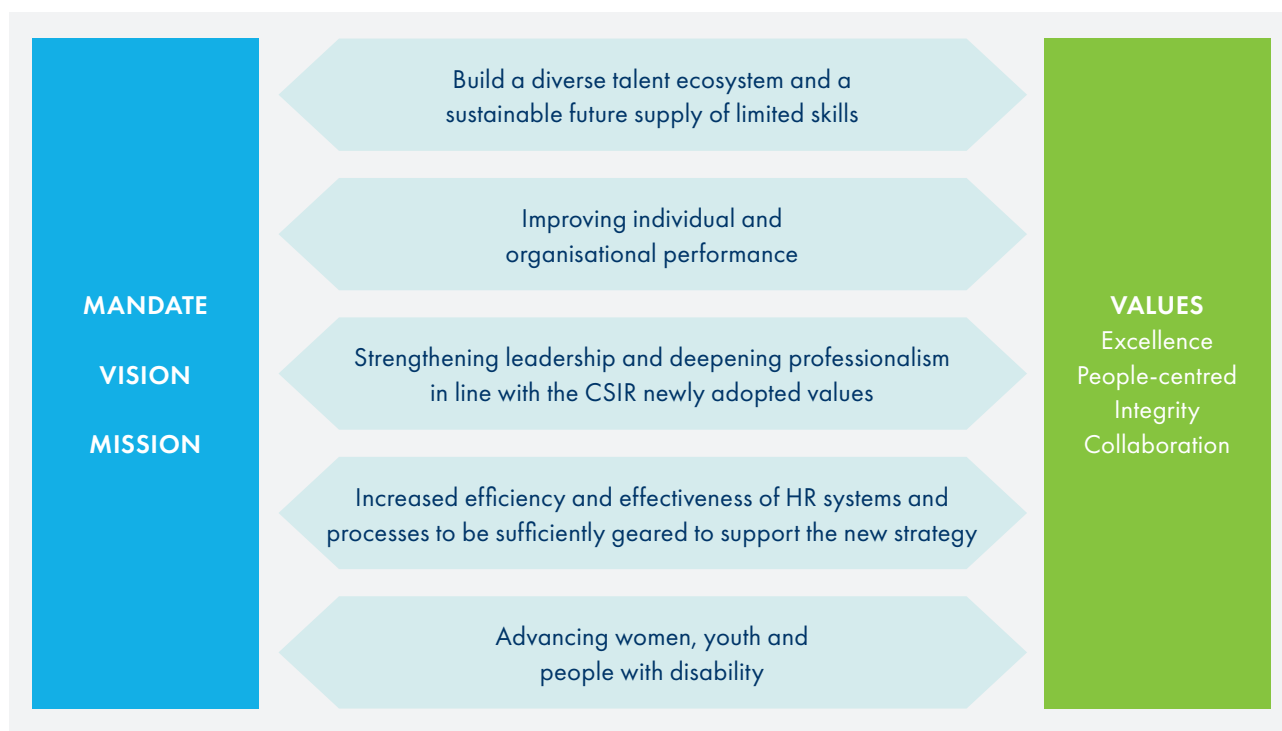 MANDATE
VISION
MISSION
Build a diverse talent ecosystem and a
sustainable future supply of limited skills
Improving individual and
organisational performance
Strengthening leadership and deepening professionalism
in line with the CSIR newly adopted values
Increased efficiency and effectiveness of HR systems and
processes to be sufficiently geared to support the new strategy
Advancing women, youth and
people with disability
VALUES
Excellence
People-centred
Integrity
Collaboration